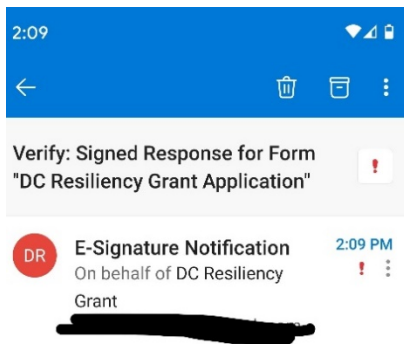 2:09
Verify: Signed Response for Form
"DC Resiliency Grant Application"
!
DR
E-Signature Notification
2:09 PM
On behalf of DC Resiliency
!
Grant